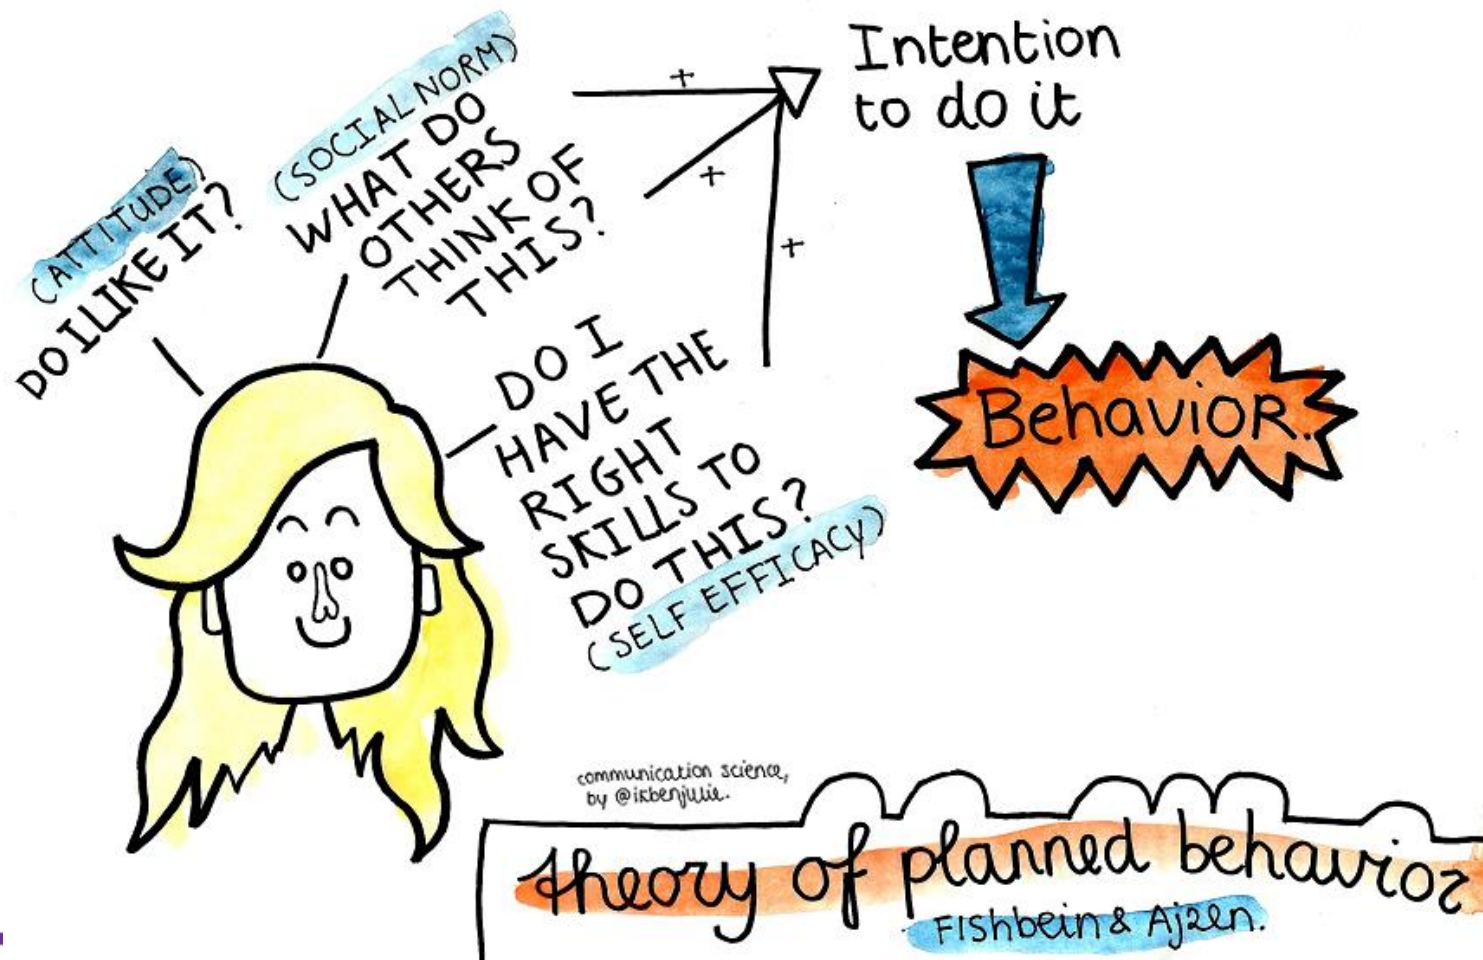 (ATTITUDE)
DO I LIKE IT?
(SOCIAL NORM)
WHAT DO
OTHERS
THINK OF
THIS?
DO I
HAVE THE
RIGHT
SKILLS TO
DO THIS?
(SELF EFFICACY)
+
+
+
Intention
to do it
BehavioR.
communication science,
by @ikbenjulie.
theory of planned behavior
FIShbein & Ajzen.